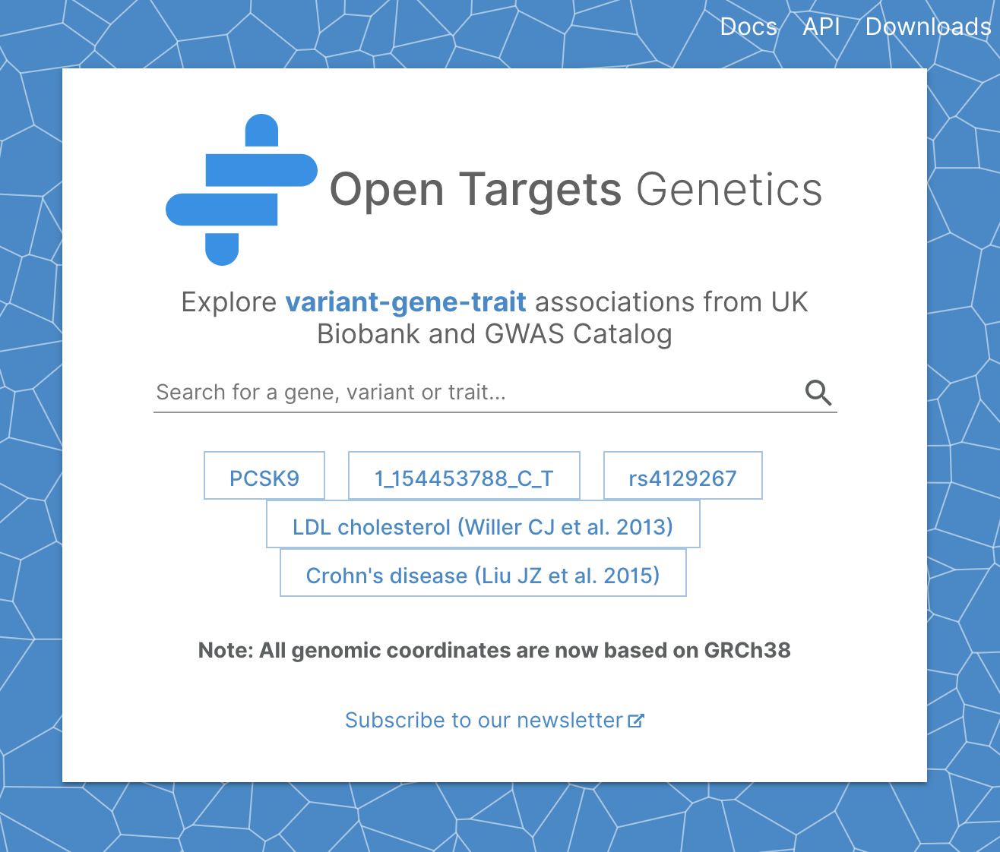 Docs API Downloads
Open Targets Genetics
Explore variant-gene-trait associations from UK
Biobank and GWAS Catalog
Search for a gene, variant or trait...
PCSK9 1_154453788_C_T rs4129267
LDL cholesterol (Willer CJ et al. 2013)
Crohn's disease (Liu JZ et al. 2015)
Note: All genomic coordinates are now based on GRCh38
Subscribe to our newsletter